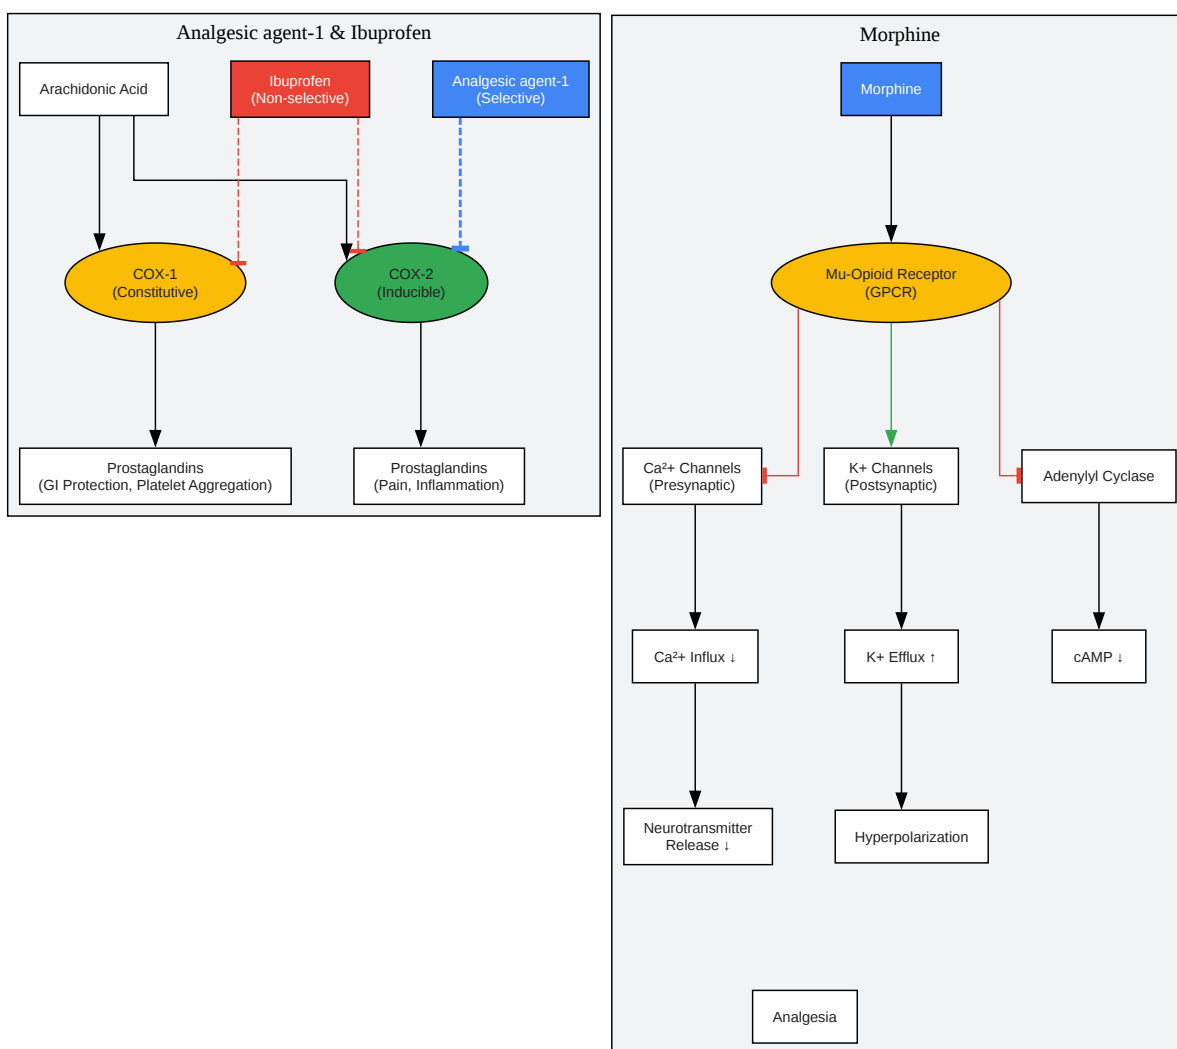 Analgesic agent-1 & Ibuprofen
Arachidonic Acid
Ibuprofen
(Non-selective)
Analgesic agent-1
(Selective)
COX-1
(Constitutive)
COX-2
(Inducible)
Prostaglandins
(GI Protection, Platelet Aggregation)
Prostaglandins
(Pain, Inflammation)
Morphine
Morphine
Mu-Opioid Receptor
(GPCR)
Ca²+ Channels
(Presynaptic)
K+ Channels
(Postsynaptic)
Adenylyl Cyclase
Ca²+ Influx ↓
K+ Efflux ↑
cAMP ↓
Neurotransmitter
Release ↓
Hyperpolarization
Analgesia